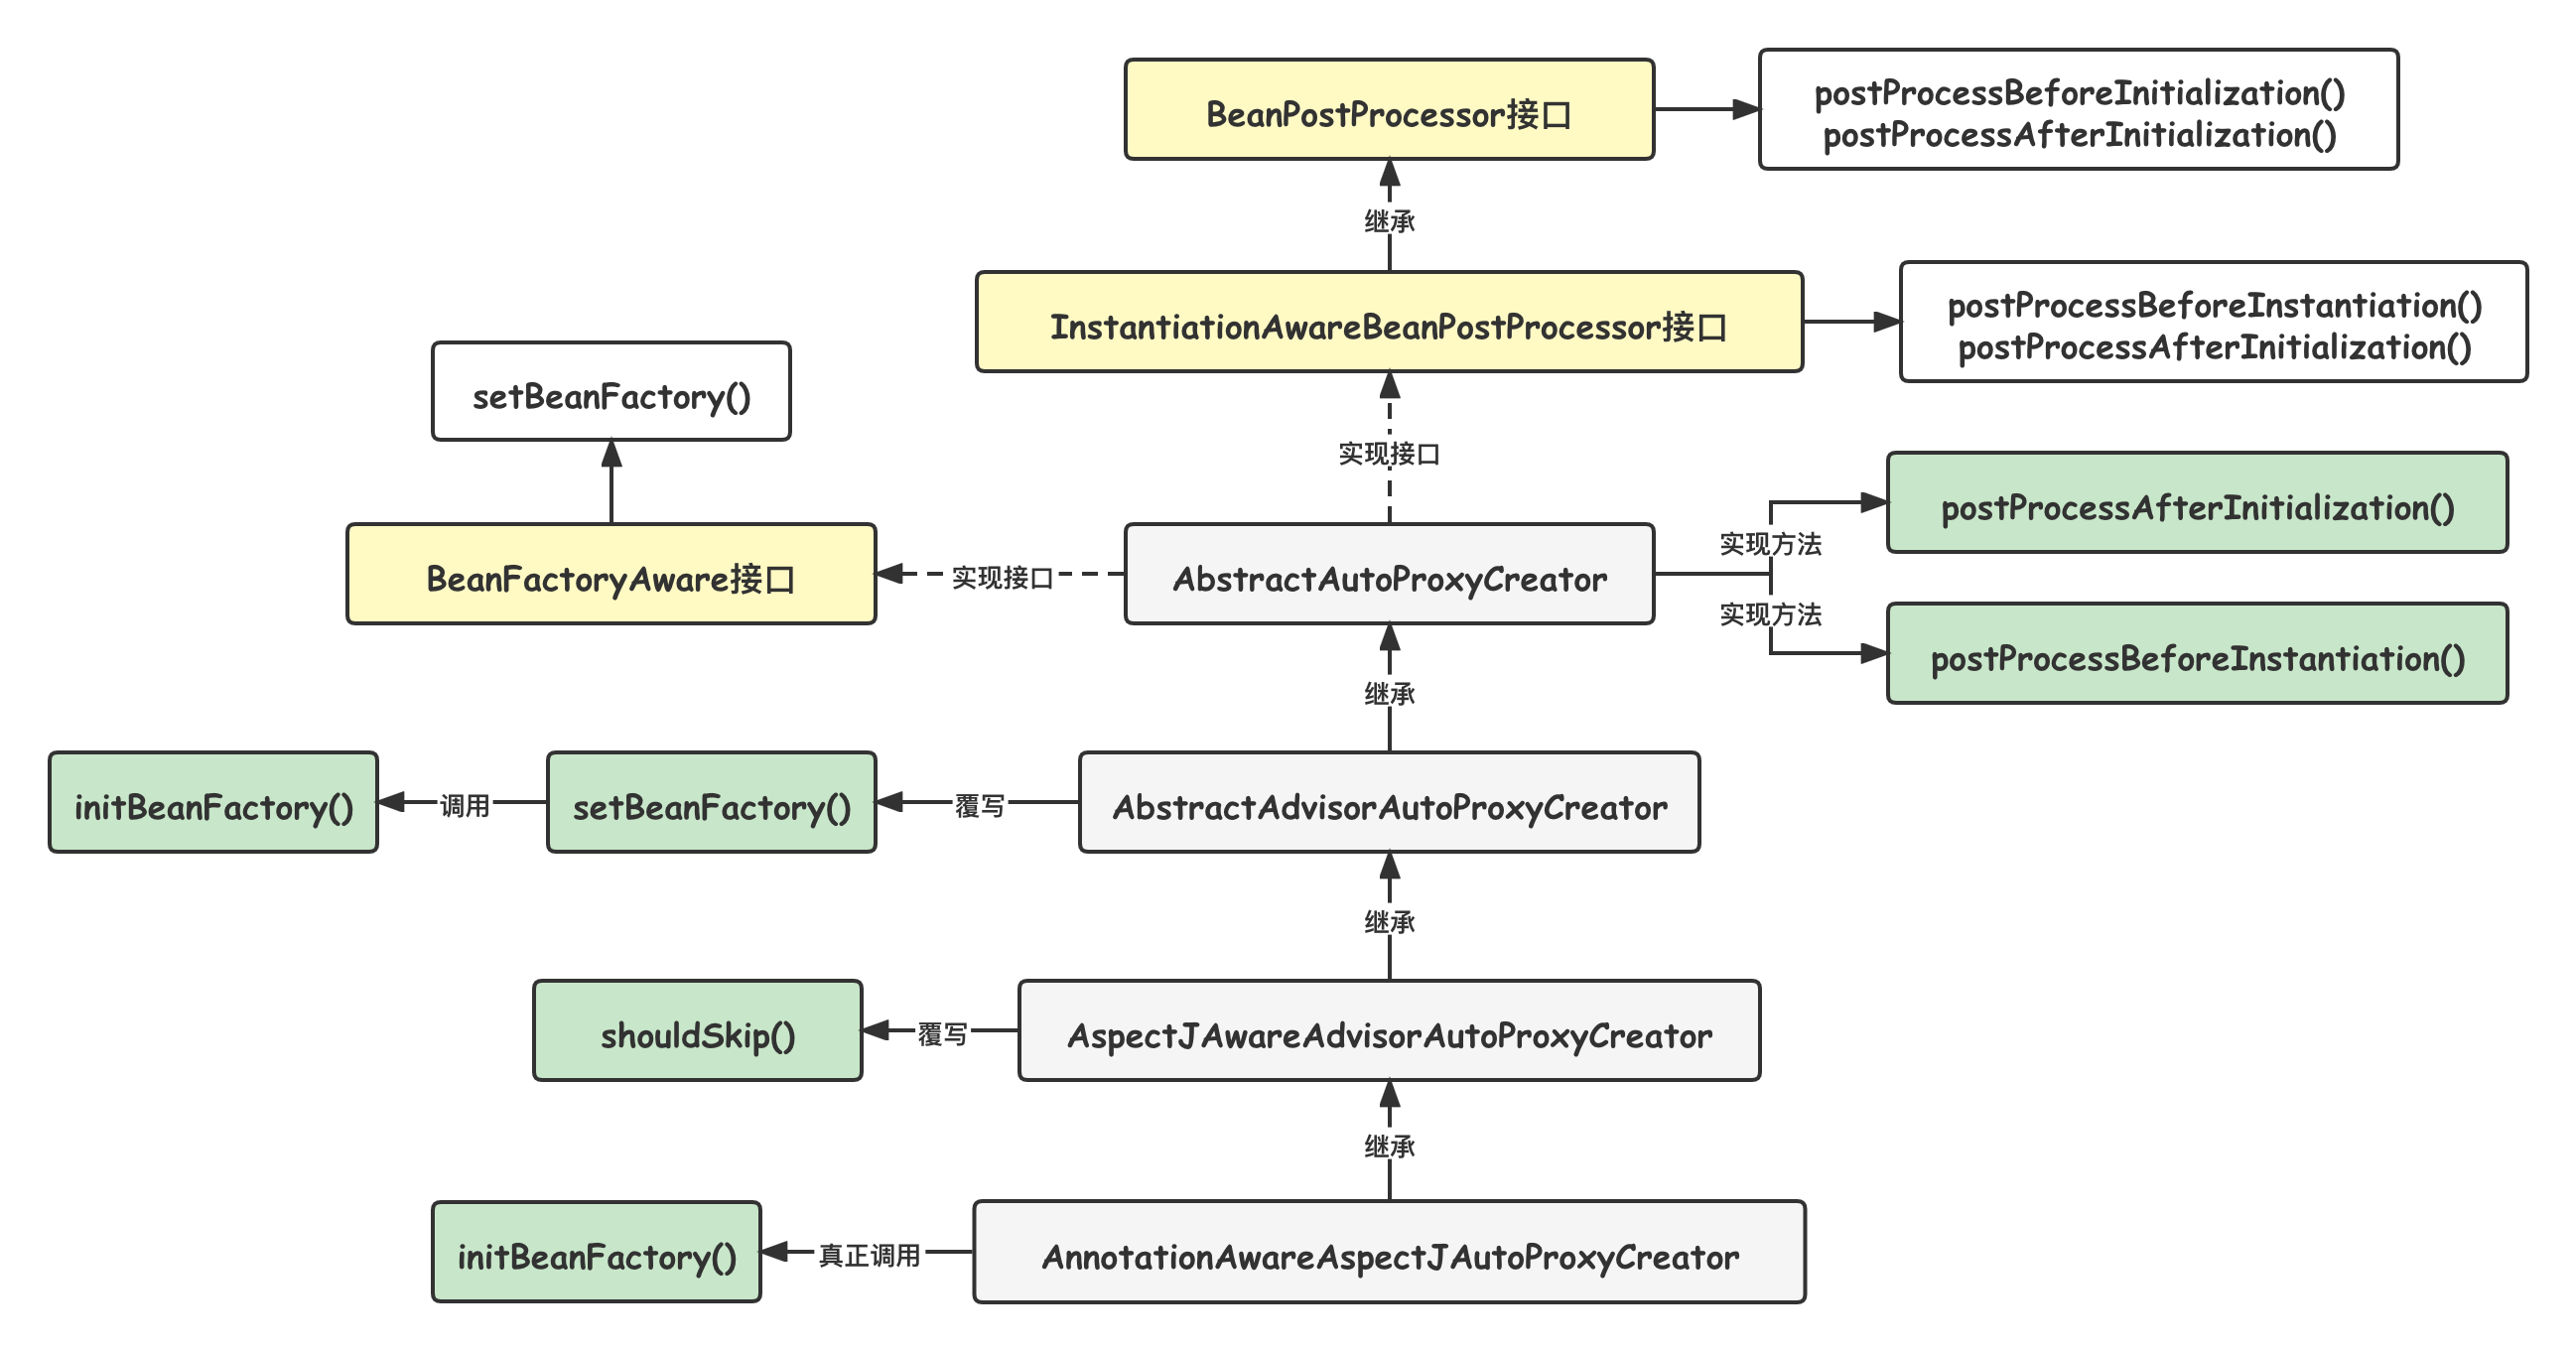 BeanPostProcessor接口
postProcessBeforeInitialization()
postProcessAfterInitialization()
继承
InstantiationAwareBeanPostProcessor接口
postProcessBeforeInstantiation()
postProcessAfterInitialization()
setBeanFactory()
实现接口
postProcessAfterInitialization()
实现方法
BeanFactoryAware接口
实现接口
AbstractAutoProxyCreator
实现方法
postProcessBeforeInstantiation()
继承
initBeanFactory()
调用
setBeanFactory()
覆写
AbstractAdvisorAutoProxyCreator
继承
shouldSkip()
覆写
AspectJAwareAdvisorAutoProxyCreator
继承
initBeanFactory()
真正调用
AnnotationAwareAspectJAutoProxyCreator